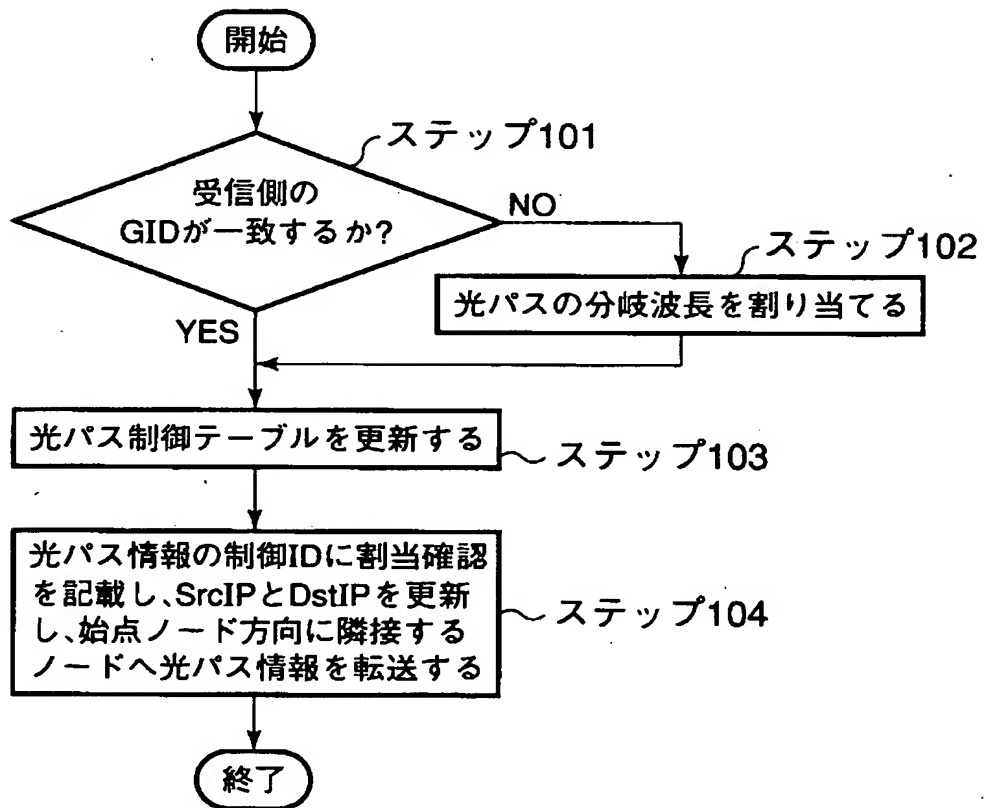 開始
ステップ101
受信側の
GIDが一致するか?
NO
ステップ102
光パスの分岐波長を割り当てる
YES
光パス制御テーブルを更新する
ステップ103
光パス情報の制御IDに割当確認
を記載し、SrcIPとDstIPを更新
し、始点ノード方向に隣接する
ノードへ光パス情報を転送する
ステップ104
終了